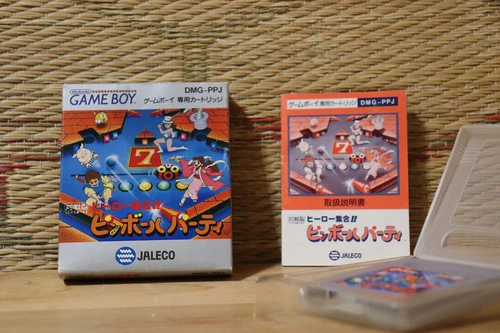 Nintendo
GAME BOY
DMG-PPJ
ゲームボーイ専用カートリッジ
7
ヒーロー集合!!
ピンボールパーティ
JALECO
ゲームボーイ専用カートリッジ DMG-PPJ
7
取扱説明書
ヒーロー集合!!
ピンボールパーティ
JALECO